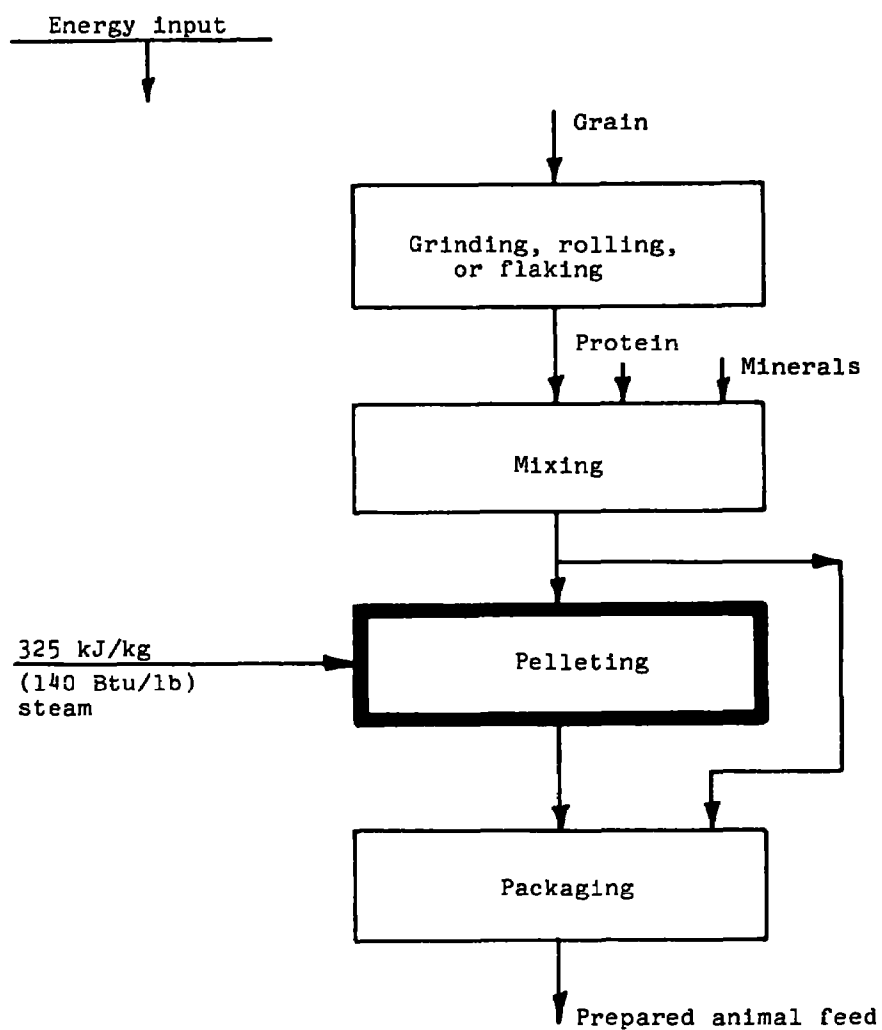 Energy input
Grain
Grinding, rolling,
or flaking
Protein
Minerals
Mixing
325 kJ/kg
(140 Btu/lb)
steam
Pelleting
Packaging
Prepared animal feed